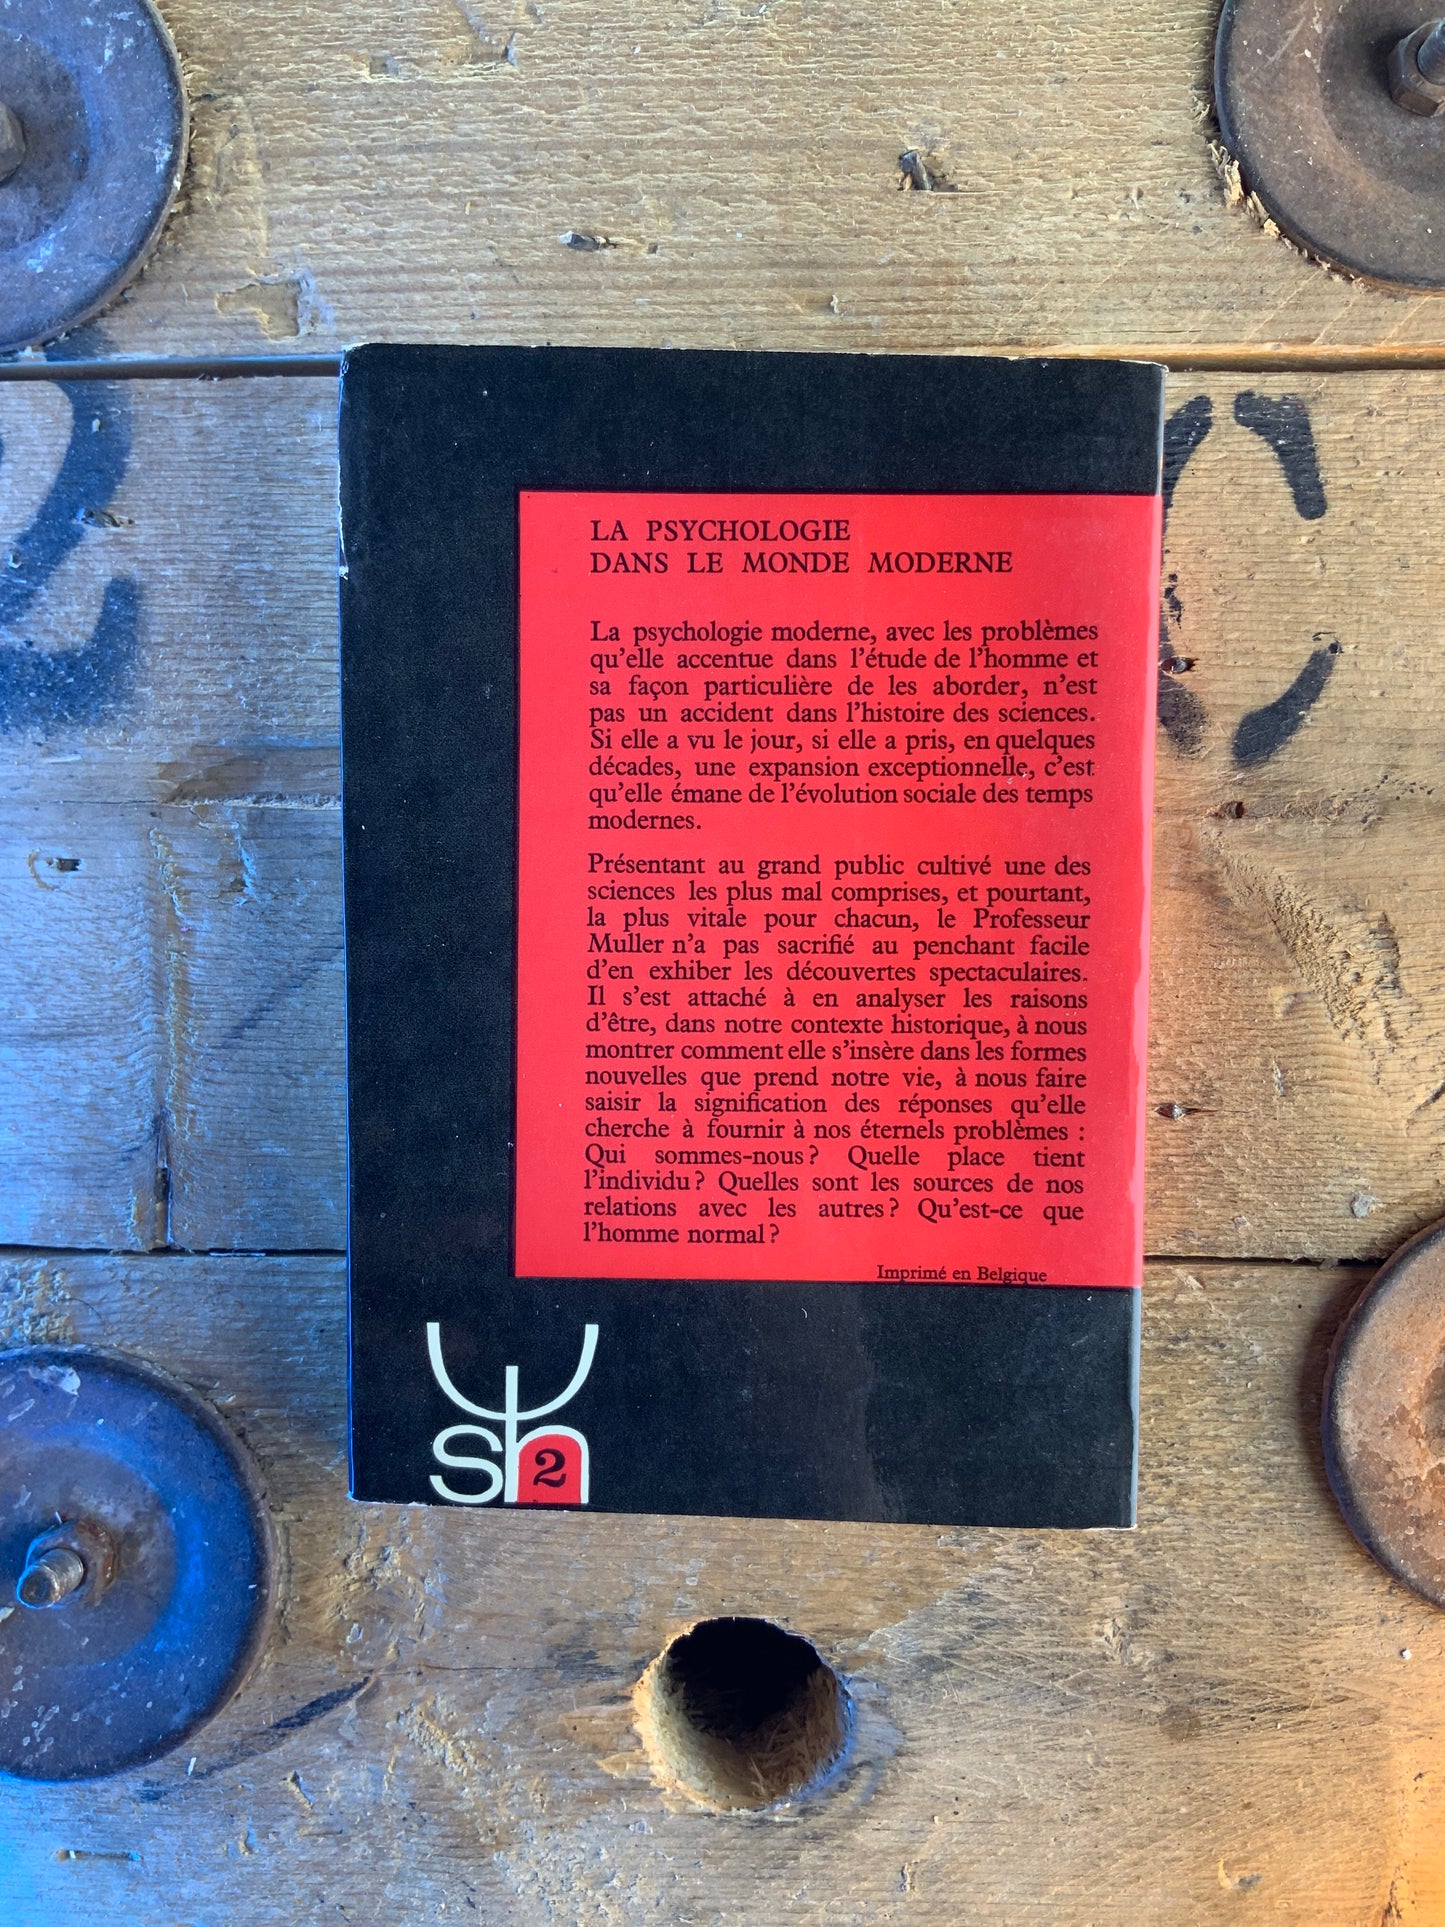 LA PSYCHOLOGIE
DANS LE MONDE MODERNE
La psychologie moderne, avec les problèmes
qu'elle accentue dans l'étude de l'homme et
sa façon particulière de les aborder, n'est
pas un accident dans l'histoire des sciences.
Si elle a vu le jour, si elle a pris, en quelques
décades, une expansion exceptionnelle, c'est
qu'elle émane de l'évolution sociale des temps
modernes.
Présentant au grand public cultivé une des
sciences les plus mal comprises, et pourtant,
la plus vitale pour chacun, le Professeur
Muller n'a pas sacrifié au penchant facile
d'en exhiber les découvertes spectaculaires.
Il s'est attaché à en analyser les raisons
d'être, dans notre contexte historique, à nous
montrer comment elle s'insère dans les formes
nouvelles que prend notre vie, à nous faire
saisir la signification des réponses qu'elle
cherche à fournir à nos éternels problèmes :
Qui sommes-nous ? Quelle place tient
l'individu ? Quelles sont les sources de nos
relations avec les autres ? Qu'est-ce que
l'homme normal ?
Imprimé en Belgique
ψ
sh 2